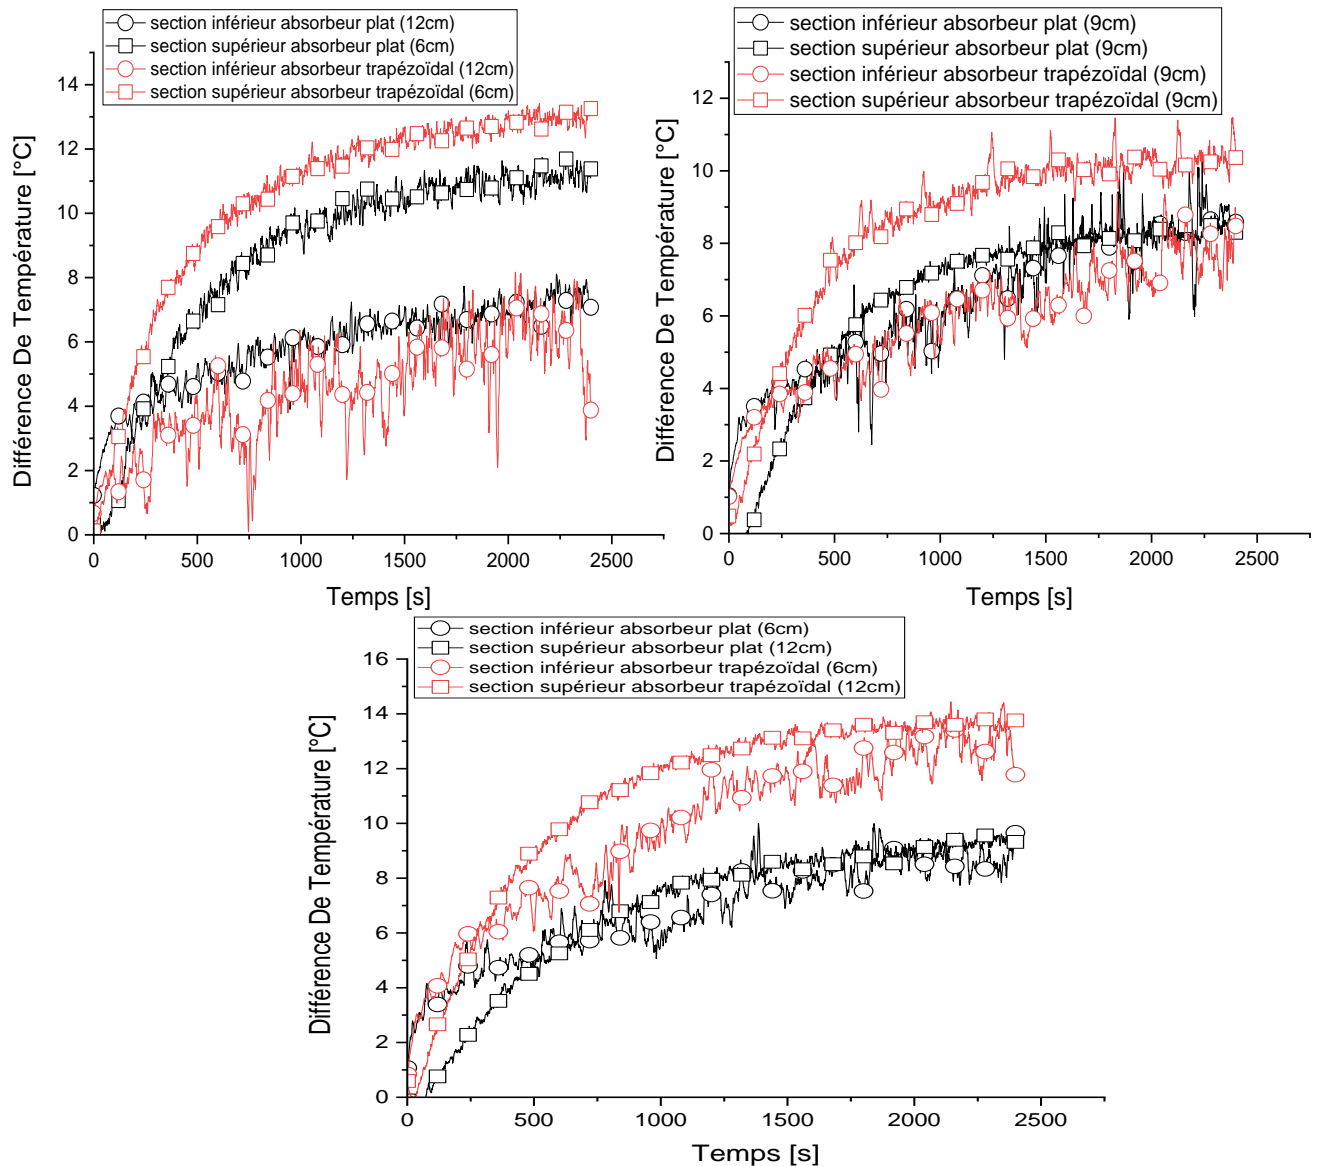 section inférieur absorbeur plat (12cm)
section supérieur absorbeur plat (6cm)
section inférieur absorbeur trapézoïdal (12cm)
section supérieur absorbeur trapézoïdal (6cm)
15
14
12
10
8
6
4
2
0
Différence De Température [°C]
0 500 1000 1500 2000 2500
Temps [s]
section inférieur absorbeur plat (9cm)
section supérieur absorbeur plat (9cm)
section inférieur absorbeur trapézoïdal (9cm)
section supérieur absorbeur trapézoïdal (9cm)
12
10
8
6
4
2
0
Différence De Température [°C]
0 500 1000 1500 2000 2500
Temps [s]
section inférieur absorbeur plat (6cm)
section supérieur absorbeur plat (12cm)
section inférieur absorbeur trapézoïdal (6cm)
section supérieur absorbeur trapézoïdal (12cm)
16
14
12
10
8
6
4
2
0
Différence De Température [°C]
0 500 1000 1500 2000 2500
Temps [s]